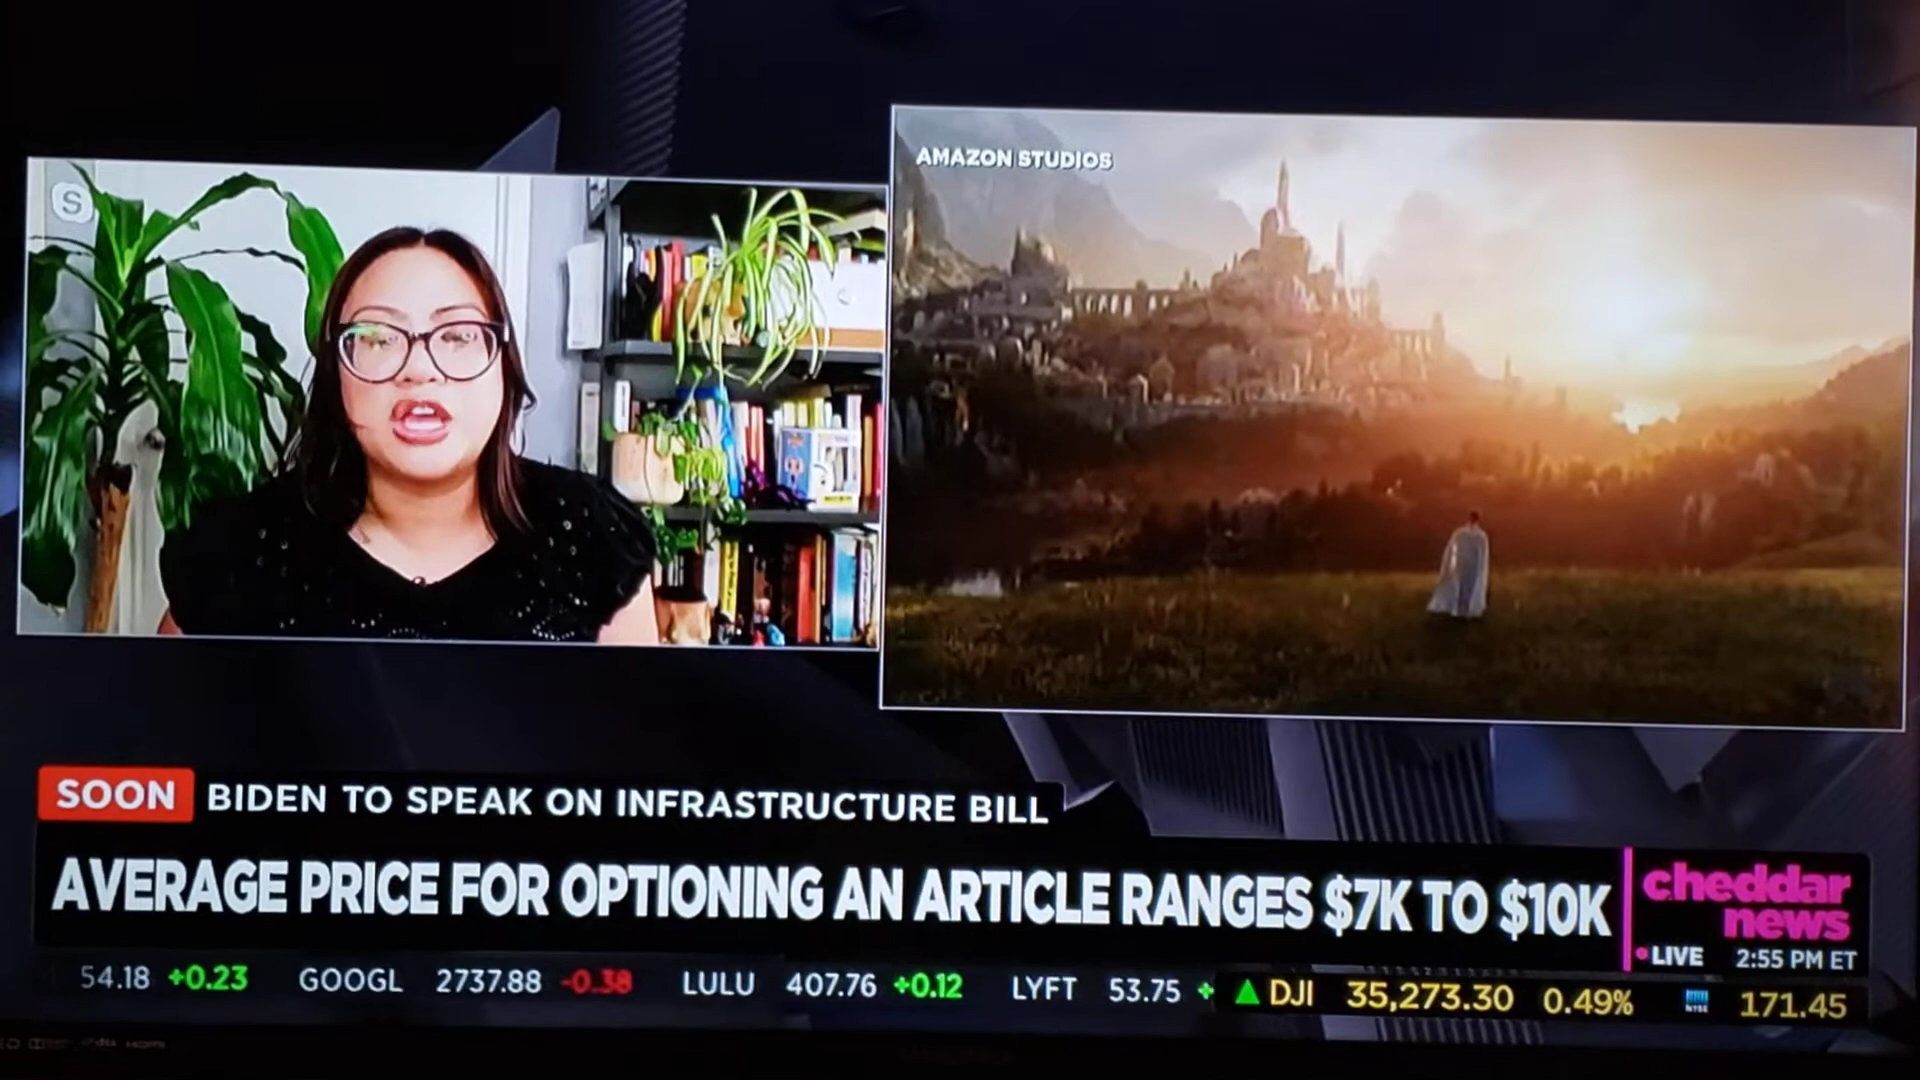 S
AMAZON STUDIOS
SOON BIDEN TO SPEAK ON INFRASTRUCTURE BILL
AVERAGE PRICE FOR OPTIONING AN ARTICLE RANGES $7K TO $10K
cheddar
news
LIVE 2:55 PM ET
54.18 +0.23 GOOGL 2737.88 -0.38 LULU 407.76 +0.12 LYFT 53.75 +
▲ DJI 35,273.30 0.49% NYSE 171.45
HDMI